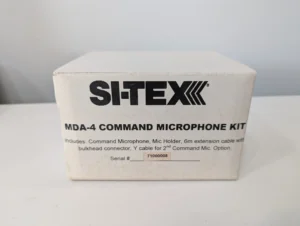 SI-TEX
MDA-4 COMMAND MICROPHONE KIT
Includes: Command Microphone, Mic Holder, 6m extension cable with
bulkhead connector, Y cable for 2nd Command Mic. Option
Serial #